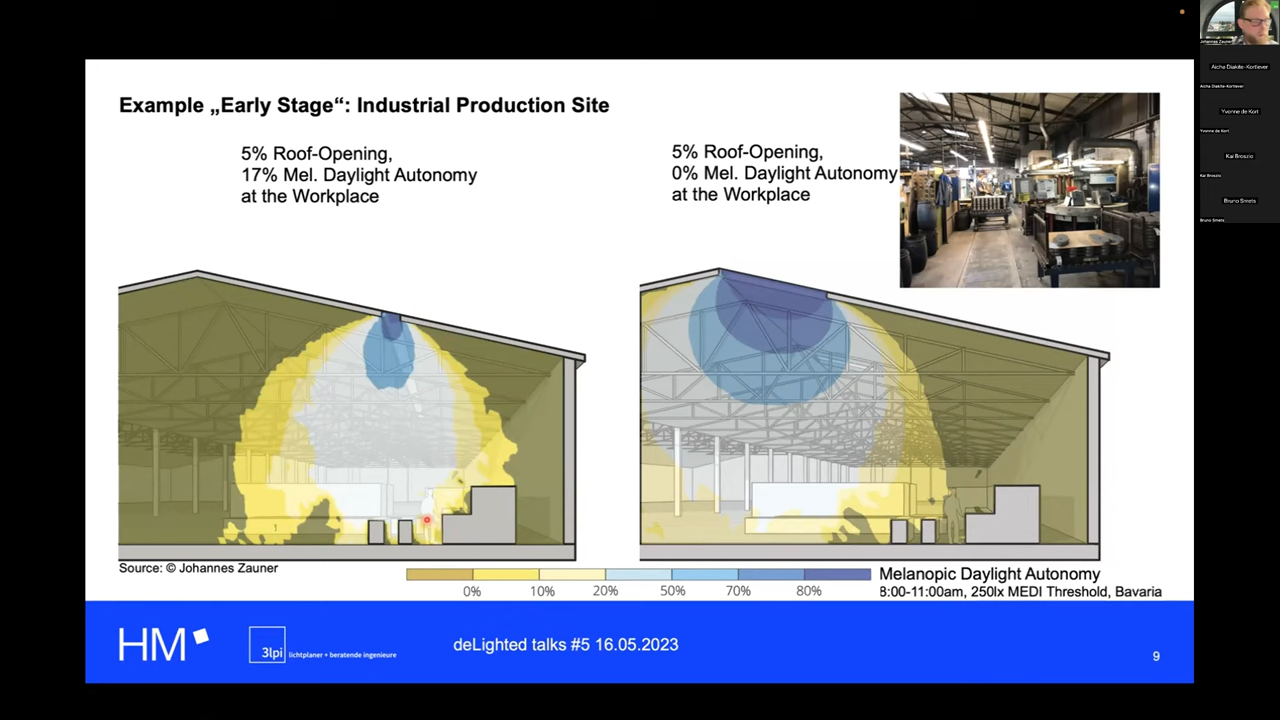 Example „Early Stage“: Industrial Production Site
5% Roof-Opening,
17% Mel. Daylight Autonomy
at the Workplace
5% Roof-Opening,
0% Mel. Daylight Autonomy
at the Workplace
Source: © Johannes Zauner
0%
10%
20%
50%
70%
80%
Melanopic Daylight Autonomy
8:00-11:00am, 250lx MEDI Threshold, Bavaria
HM
3lpi
lichtplaner + beratende ingenieure
deLighted talks #5 16.05.2023
9
Johannes Zauner
Aicha Diakite-Kortlever
Aicha Diakite-Kortlever
Yvonne de Kort
Yvonne de Kort
Kai Broszio
Kai Broszio
Bruno Smets
Bruno Smets